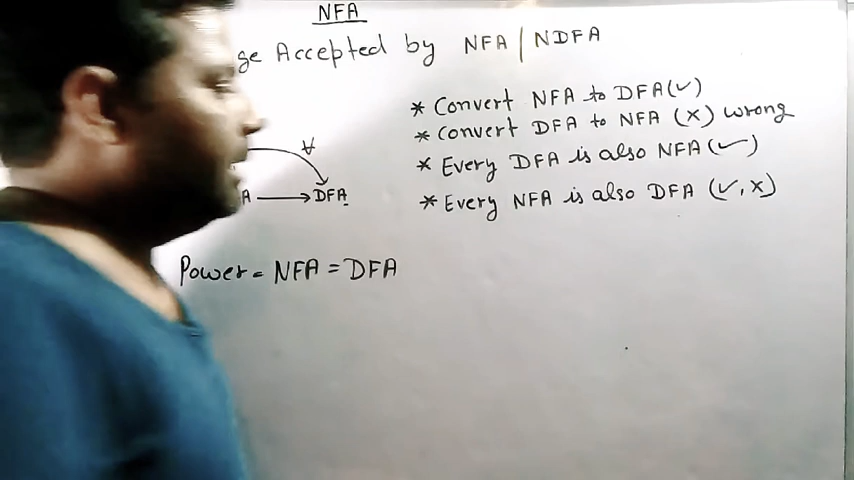 NFA
ge Accepted by NFA | NDFA
* Convert NFA to DFA (✓)
* Convert DFA to NFA (X) wrong
* Every DFA is also NFA (✓)
* Every NFA is also DFA (✓, X)
∀
A → DFA
Power = NFA = DFA